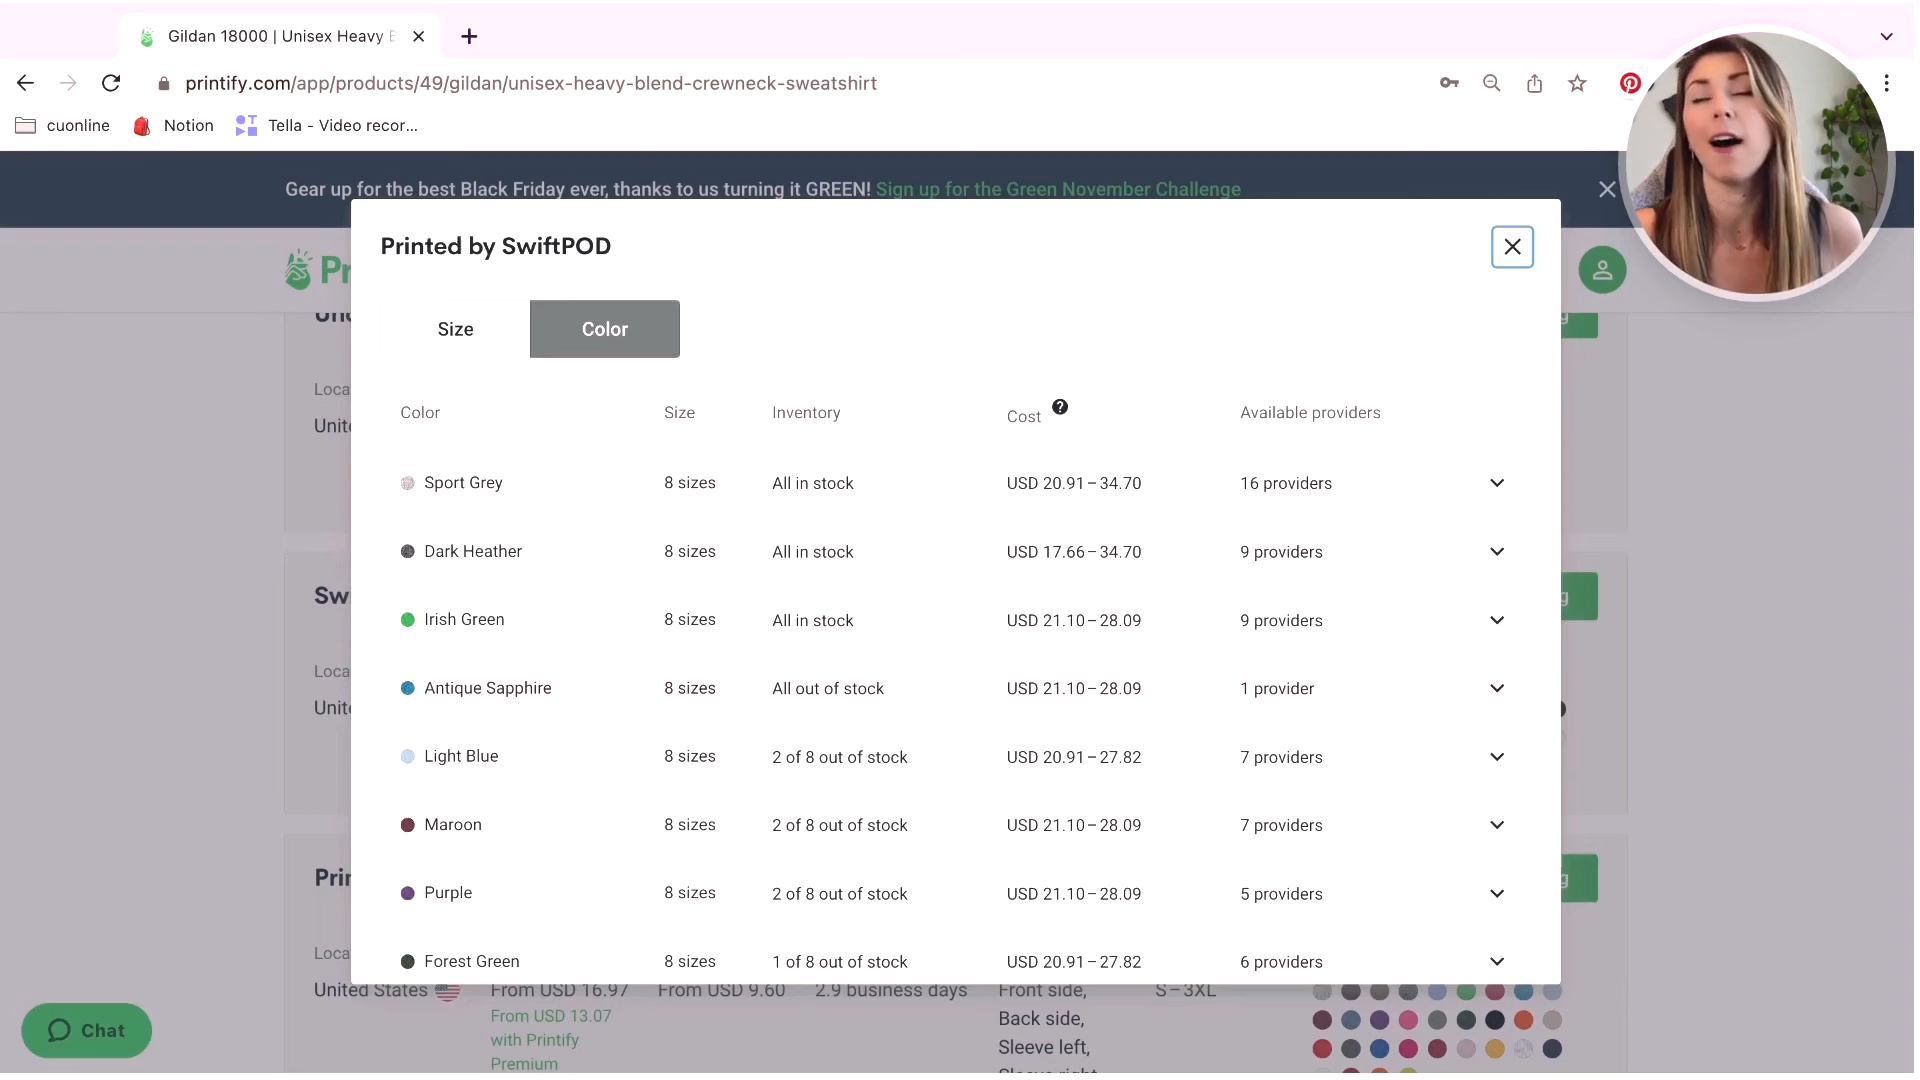 Gildan 18000 | Unisex Heavy B
printify.com/app/products/49/gildan/unisex-heavy-blend-crewneck-sweatshirt
cuonline
Notion
Tella - Video recor...
Gear up for the best Black Friday ever, thanks to us turning it GREEN! Sign up for the Green November Challenge
Pr
Printed by SwiftPOD
Size
Color
Loca
Unite
Color Size Inventory Cost ? Available providers
Sport Grey 8 sizes All in stock USD 20.91–34.70 16 providers
Dark Heather 8 sizes All in stock USD 17.66–34.70 9 providers
Swi
Irish Green 8 sizes All in stock USD 21.10–28.09 9 providers
Loca
Unite
Antique Sapphire 8 sizes All out of stock USD 21.10–28.09 1 provider
Light Blue 8 sizes 2 of 8 out of stock USD 20.91–27.82 7 providers
Maroon 8 sizes 2 of 8 out of stock USD 21.10–28.09 7 providers
Prin
Purple 8 sizes 2 of 8 out of stock USD 21.10–28.09 5 providers
Loca
Forest Green 8 sizes 1 of 8 out of stock USD 20.91–27.82 6 providers
United States From USD 16.97 From USD 9.60 2.9 business days Front side, S–3XL
From USD 13.07
with Printify
Premium
Back side,
Sleeve left,
Chat